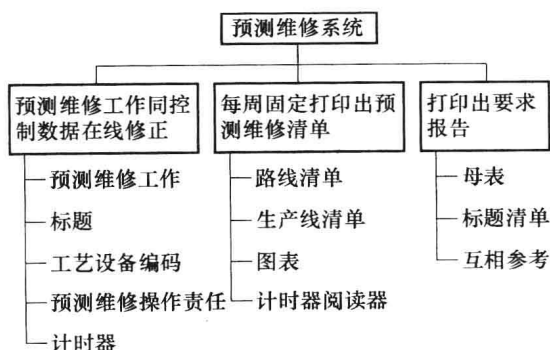 预测维修系统
预测维修工作同控
制数据在线修正
预测维修工作
标题
工艺设备编码
预测维修操作责任
计时器
每周固定打印出预
测维修清单
路线清单
生产线清单
图表
计时器阅读器
打印出要求
报告
母表
标题清单
互相参考